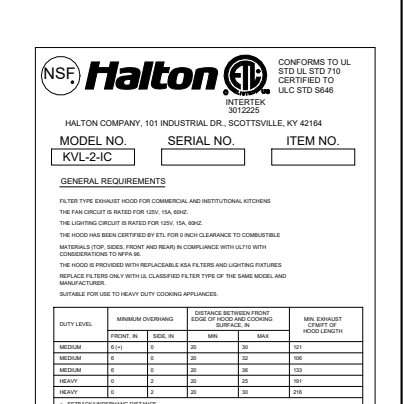 NSF Halton ETL
CONFORMS TO UL
STD UL STD 710
CERTIFIED TO
ULC STD S646
INTERTEK
3012225
HALTON COMPANY, 101 INDUSTRIAL DR., SCOTTSVILLE, KY 42164
MODEL NO. SERIAL NO. ITEM NO.
KVL-2-IC
GENERAL REQUIREMENTS
FILTER TYPE EXHAUST HOOD FOR COMMERCIAL AND INSTITUTIONAL KITCHENS
THE FAN CIRCUIT IS RATED FOR 125V, 15A, 60HZ.
THE LIGHTING CIRCUIT IS RATED FOR 125V, 15A, 60HZ.
THE HOOD HAS BEEN CERTIFIED BY ETL FOR 0 INCH CLEARANCE TO COMBUSTIBLE
MATERIALS (TOP, SIDES, FRONT AND REAR) IN COMPLIANCE WITH UL710 WITH
CONSIDERATIONS TO NFPA 96.
THE HOOD IS PROVIDED WITH REPLACEABLE KSA FILTERS AND LIGHTING FIXTURES
REPLACE FILTERS ONLY WITH UL CLASSIFIED FILTER TYPE OF THE SAME MODEL AND
MANUFACTURER.
SUITABLE FOR USE TO HEAVY DUTY COOKING APPLIANCES.
DUTY LEVEL MINIMUM OVERHANG DISTANCE BETWEEN FRONT EDGE OF HOOD AND COOKING SURFACE, IN MIN. EXHAUST CFM/FT OF HOOD LENGTH
FRONT, IN SIDE, IN MIN MAX
MEDIUM 6 (+) 0 20 30 121
MEDIUM 6 0 20 32 106
MEDIUM 6 0 20 36 133
HEAVY 0 2 20 25 191
HEAVY 0 2 20 30 216